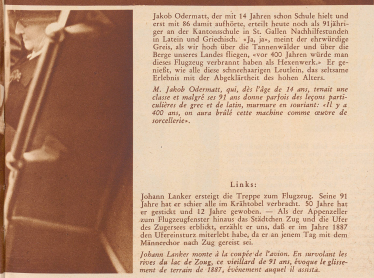 Jakob Odermatt, der mit 14 Jahren schon Schule hielt und
erst mit 86 damit aufhörte, erteilt heute noch als 91jähri-
ger an der Kantonsschule in St. Gallen Nachhilfestunden
in Latein und Griechisch. «Ja, ja», meint der ehrwürdige
Greis, als wir hoch über die Tannenwälder und über die
Berge unseres Landes fliegen, «vor 400 Jahren würde man
dieses Flugzeug verbrannt haben als Hexenwerk.» Er ge-
nießt, wie alle diese schneehaarigen Leutlein, das seltsame
Erlebnis mit der Abgeklärtheit des hohen Alters.
M. Jakob Odermatt, qui, dès l'âge de 14 ans, tenait une
classe et malgré ses 91 ans donne parfois des leçons parti-
culières de grec et de latin, murmure en souriant: «Il y a
400 ans, on aura brûlé cette machine comme œuvre de
sorcellerie».
Links:
Johann Lanker ersteigt die Treppe zum Flugzeug. Seine 91
Jahre hat er schier alle im Krähtobel verbracht. 50 Jahre hat
er gestickt und 12 Jahre gewoben. — Als der Appenzeller
zum Flugzeugfenster hinaus das Städtchen Zug und die Ufer
des Zugersees erblickt, erzählt er uns, daß er im Jahre 1887
den Ufereinsturz miterlebt habe, da er an jenem Tag mit dem
Männerchor nach Zug gereist sei.
Johann Lanker monte à la coupée de l'avion. En survolant les
rives du lac de Zoug, ce vieillard de 91 ans, évoque le glisse-
ment de terrain de 1887, évènement auquel il assista.